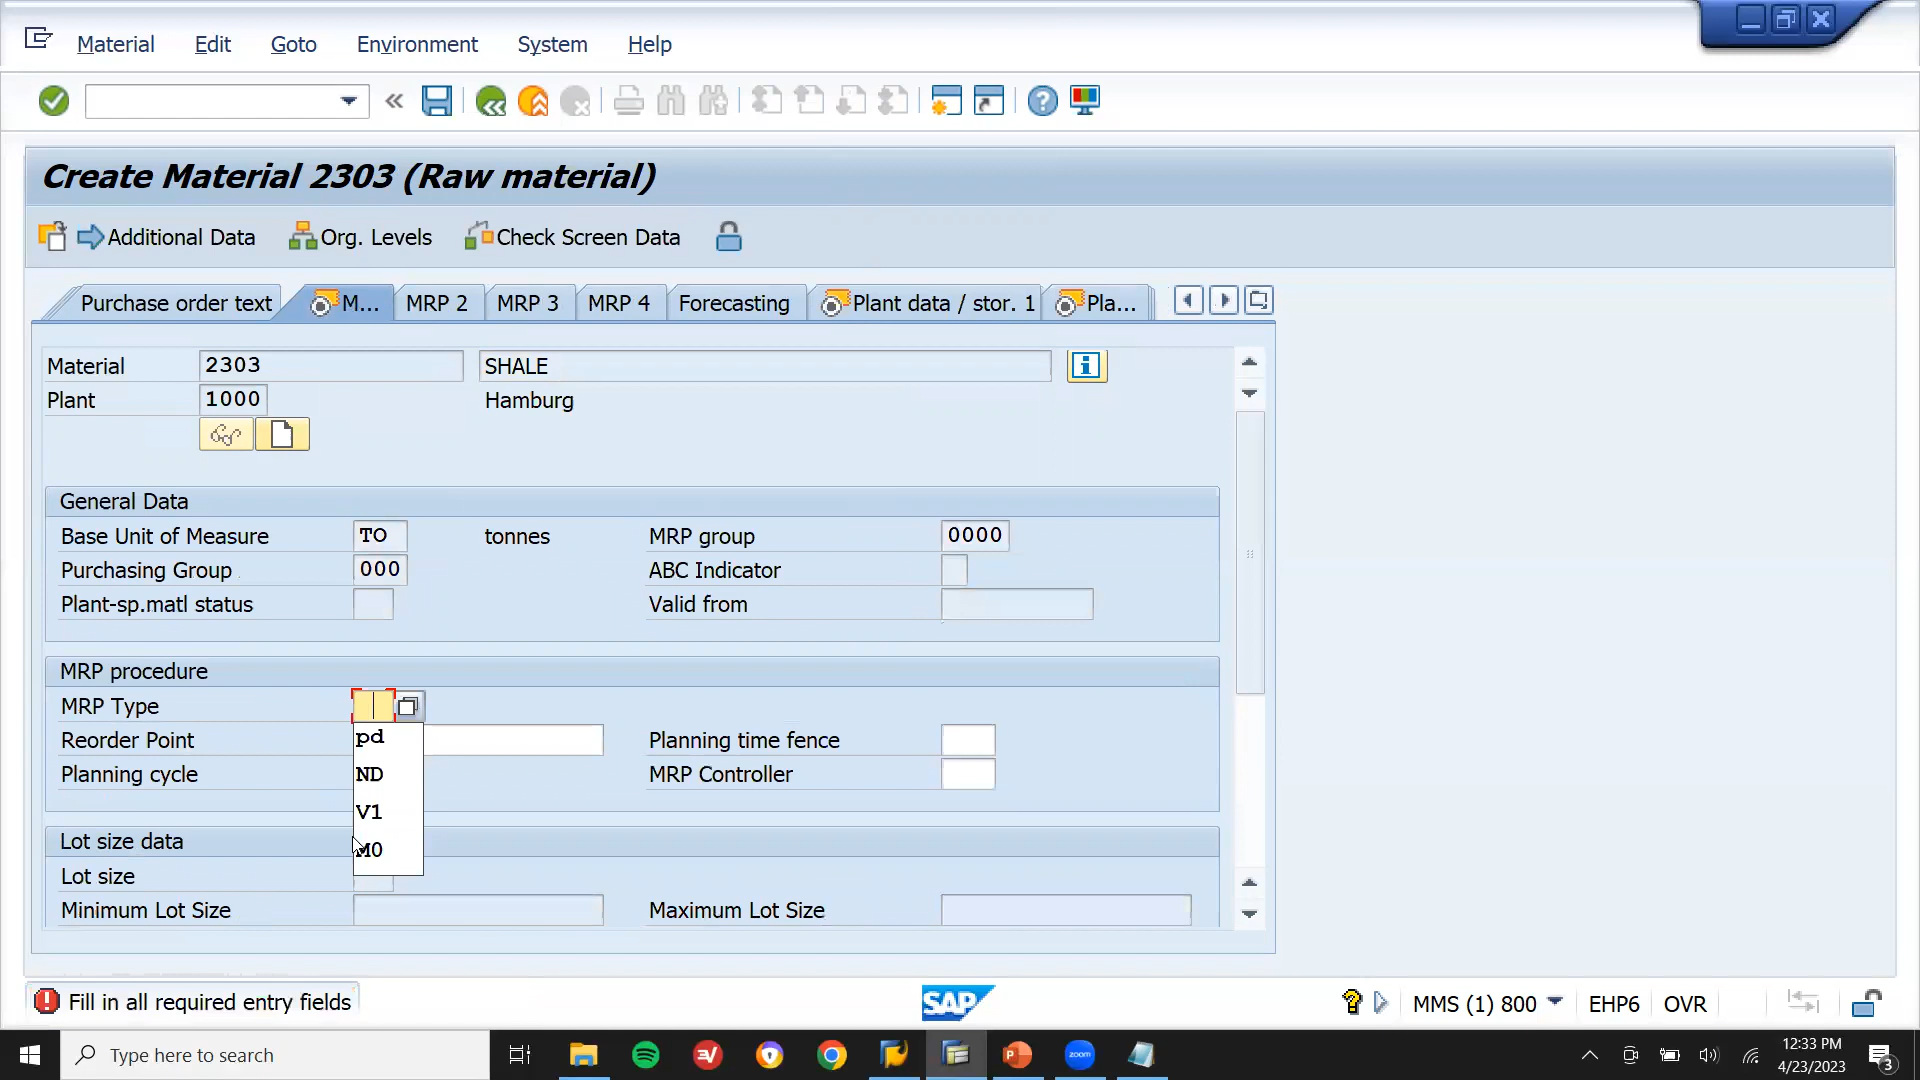 Material Edit Goto Environment System Help
Create Material 2303 (Raw material)
Additional Data Org. Levels Check Screen Data
Purchase order text M... MRP 2 MRP 3 MRP 4 Forecasting Plant data / stor. 1 Pla...
Material 2303 SHALE
Plant 1000 Hamburg
General Data
Base Unit of Measure TO tonnes MRP group 0000
Purchasing Group 000 ABC Indicator
Plant-sp.matl status Valid from
MRP procedure
MRP Type
pd
Reorder Point Planning time fence
Planning cycle ND MRP Controller
V1
Lot size data M0
Lot size
Minimum Lot Size Maximum Lot Size
Fill in all required entry fields SAP MMS (1) 800 EHP6 OVR
Type here to search zoom 12:33 PM
4/23/2023 3